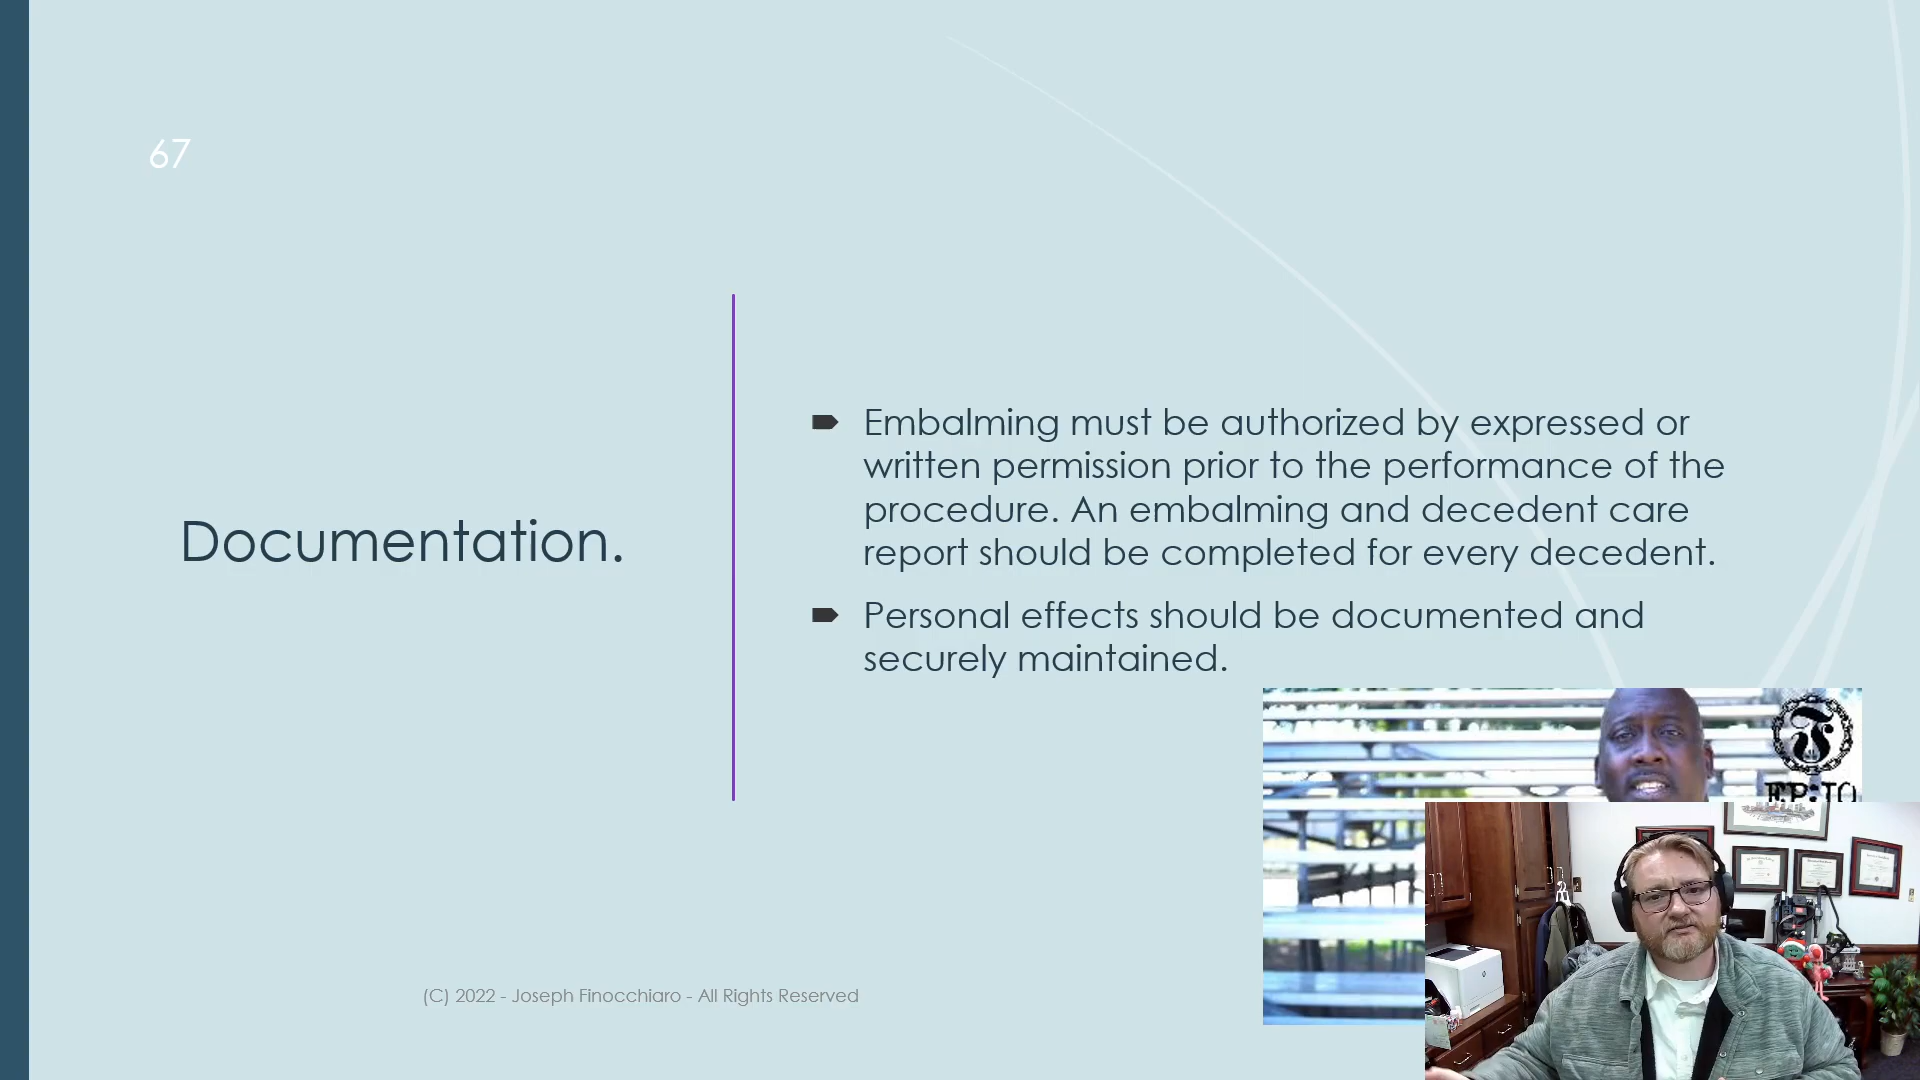 67
Documentation.
Embalming must be authorized by expressed or
written permission prior to the performance of the
procedure. An embalming and decedent care
report should be completed for every decedent.
Personal effects should be documented and
securely maintained.
(C) 2022 - Joseph Finocchiaro - All Rights Reserved